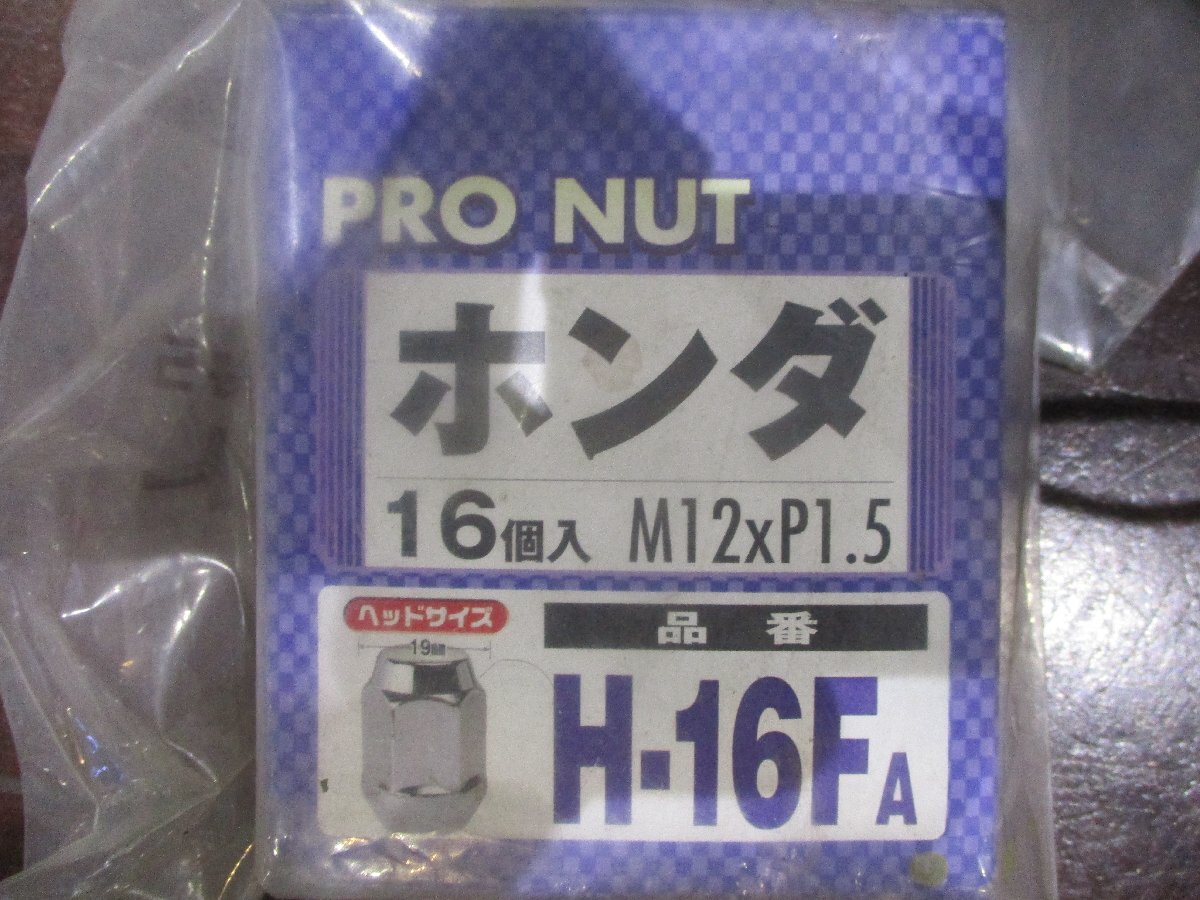 PRO NUT
ホンダ
16個入 M12xP1.5
ヘッドサイズ
19mm
品番
H-16FA